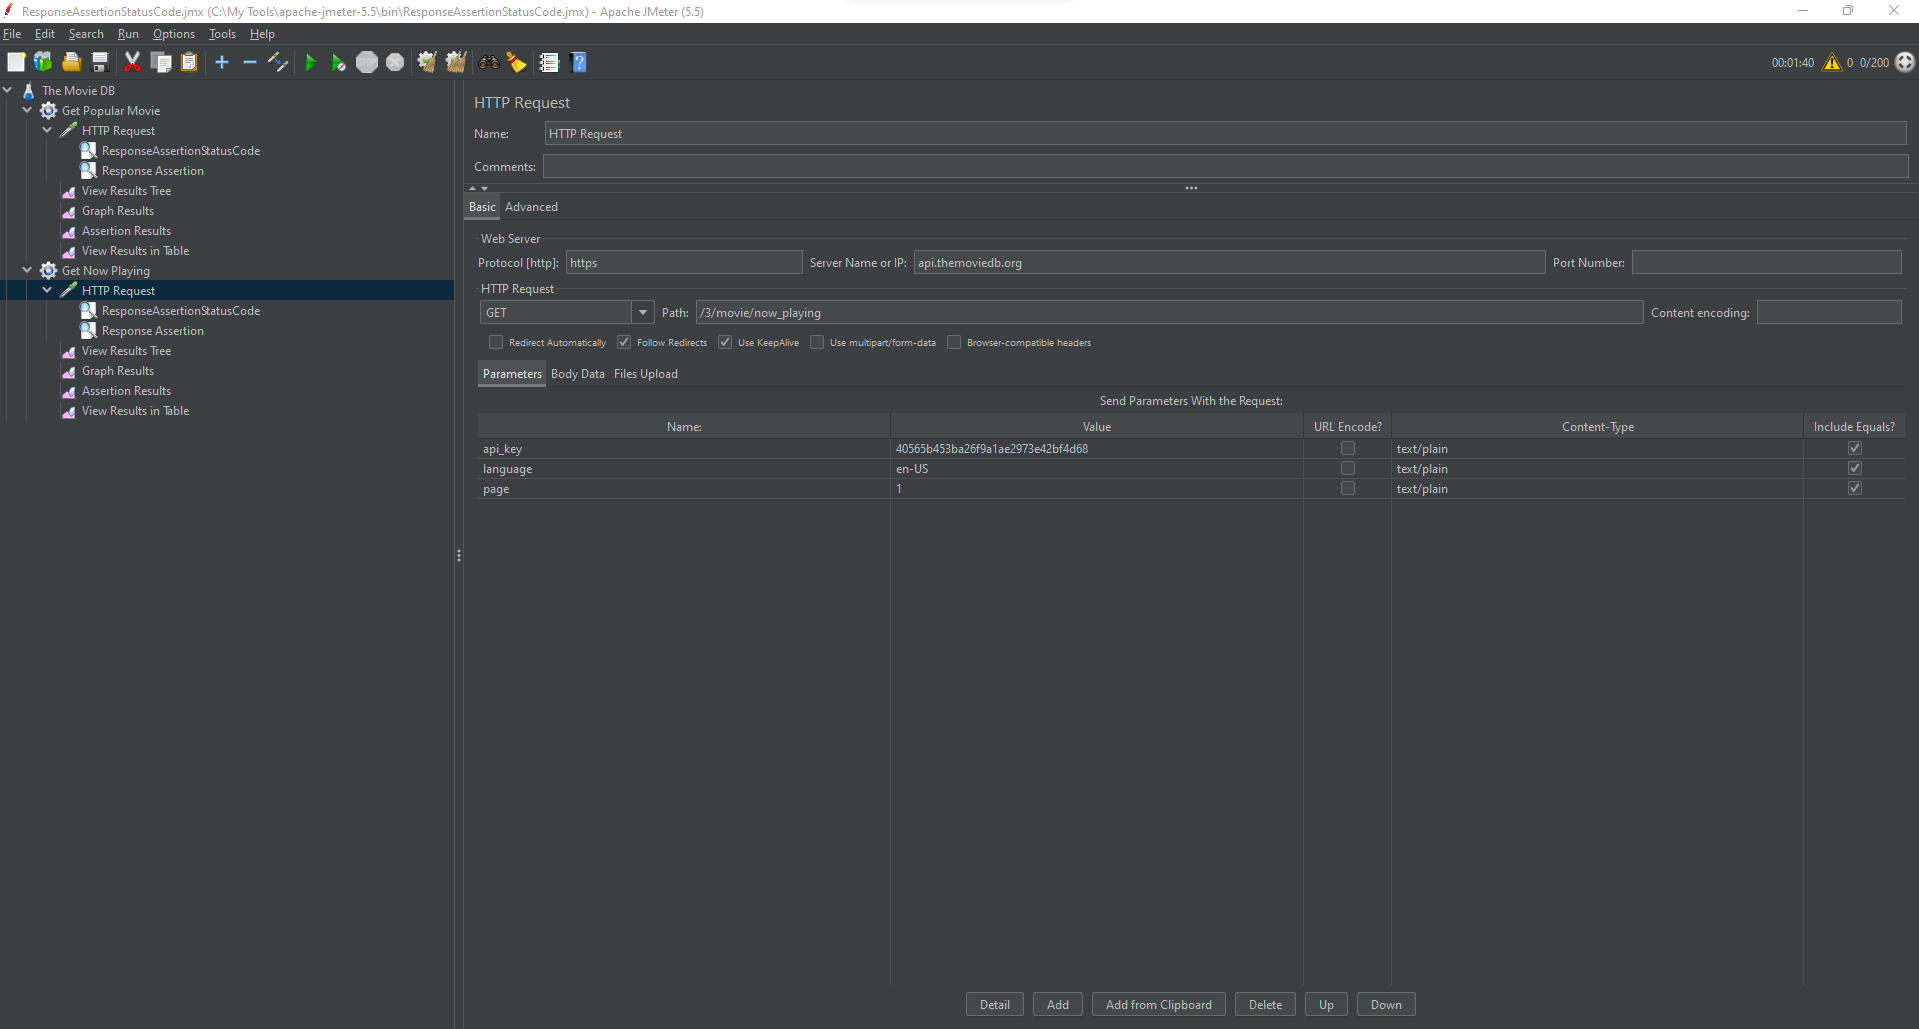 ResponseAssertionStatusCode.jmx (C:\My Tools\apache-jmeter-5.5\bin\ResponseAssertionStatusCode.jmx) - Apache JMeter (5.5)
File Edit Search Run Options Tools Help
STOP
00:01:40 0 0/200
The Movie DB
Get Popular Movie
HTTP Request
ResponseAssertionStatusCode
Response Assertion
View Results Tree
Graph Results
Assertion Results
View Results in Table
Get Now Playing
HTTP Request
ResponseAssertionStatusCode
Response Assertion
View Results Tree
Graph Results
Assertion Results
View Results in Table
HTTP Request
Name: HTTP Request
Comments:
Basic Advanced
Web Server
Protocol [http]: https Server Name or IP: api.themoviedb.org Port Number:
HTTP Request
GET Path: /3/movie/now_playing Content encoding:
Redirect Automatically Follow Redirects Use KeepAlive Use multipart/form-data Browser-compatible headers
Parameters Body Data Files Upload
Send Parameters With the Request:
Name: Value URL Encode? Content-Type Include Equals?
api_key 40565b453ba26f9a1ae2973e42bf4d68 text/plain
language en-US text/plain
page 1 text/plain
Detail Add Add from Clipboard Delete Up Down